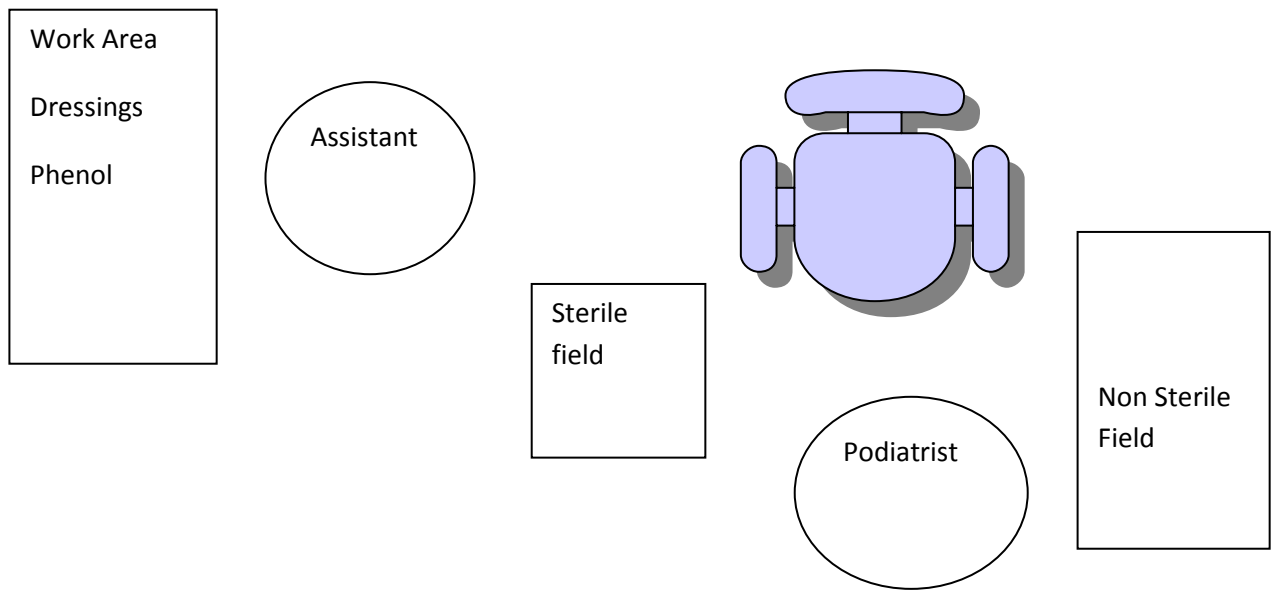 Work Area
Dressings
Phenol
Assistant
Sterile
field
Podiatrist
Non Sterile
Field